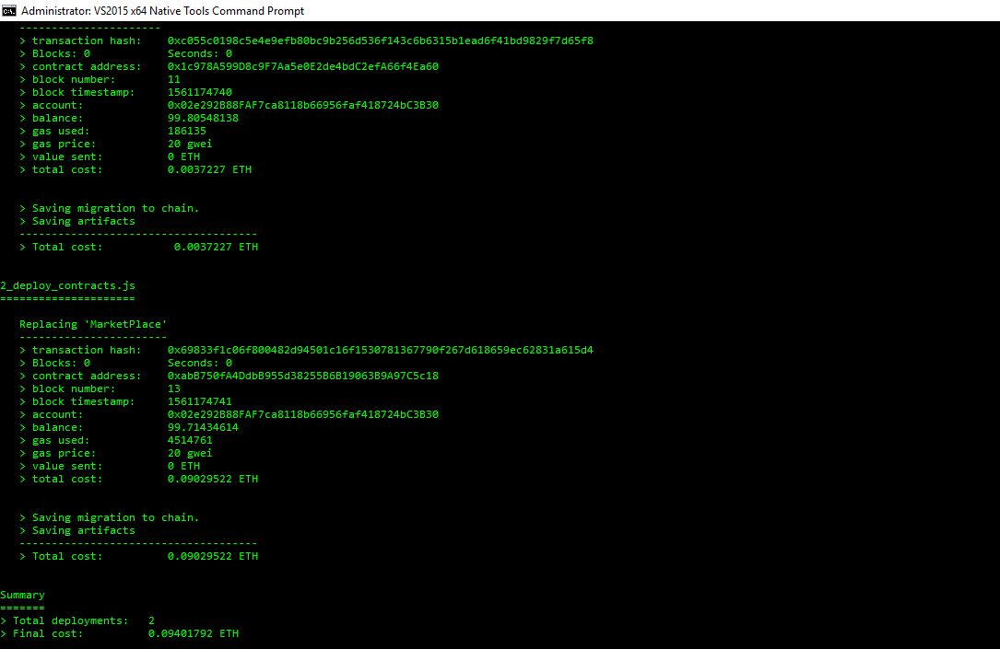 Administrator: VS2015 x64 Native Tools Command Prompt
------------------------
> transaction hash:    0xc055c0198c5e4e9efb80bc9b256d536f143c6b6315b1ead6f41bd9829f7d65f8
> Blocks: 0            Seconds: 0
> contract address:    0x1c978A599D8c9F7Aa5e0E2de4bdC2efA66f4Ea60
> block number:        11
> block timestamp:     1561174740
> account:             0x02e292B88FAF7ca8118b66956faf418724bC3B30
> balance:             99.80548138
> gas used:            186135
> gas price:           20 gwei
> value sent:          0 ETH
> total cost:          0.0037227 ETH
> Saving migration to chain.
> Saving artifacts
-------------------------------------
> Total cost:           0.0037227 ETH
2_deploy_contracts.js
=====================
Replacing 'MarketPlace'
-----------------------
> transaction hash:    0x69833f1c06f800482d94501c16f1530781367790f267d618659ec62831a615d4
> Blocks: 0            Seconds: 0
> contract address:    0xabB750fA4DdbB955d38255B6B19063B9A97C5c18
> block number:        13
> block timestamp:     1561174741
> account:             0x02e292B88FAF7ca8118b66956faf418724bC3B30
> balance:             99.71434614
> gas used:            4514761
> gas price:           20 gwei
> value sent:          0 ETH
> total cost:          0.09029522 ETH
> Saving migration to chain.
> Saving artifacts
-------------------------------------
> Total cost:          0.09029522 ETH
Summary
=======
> Total deployments:   2
> Final cost:          0.09401792 ETH